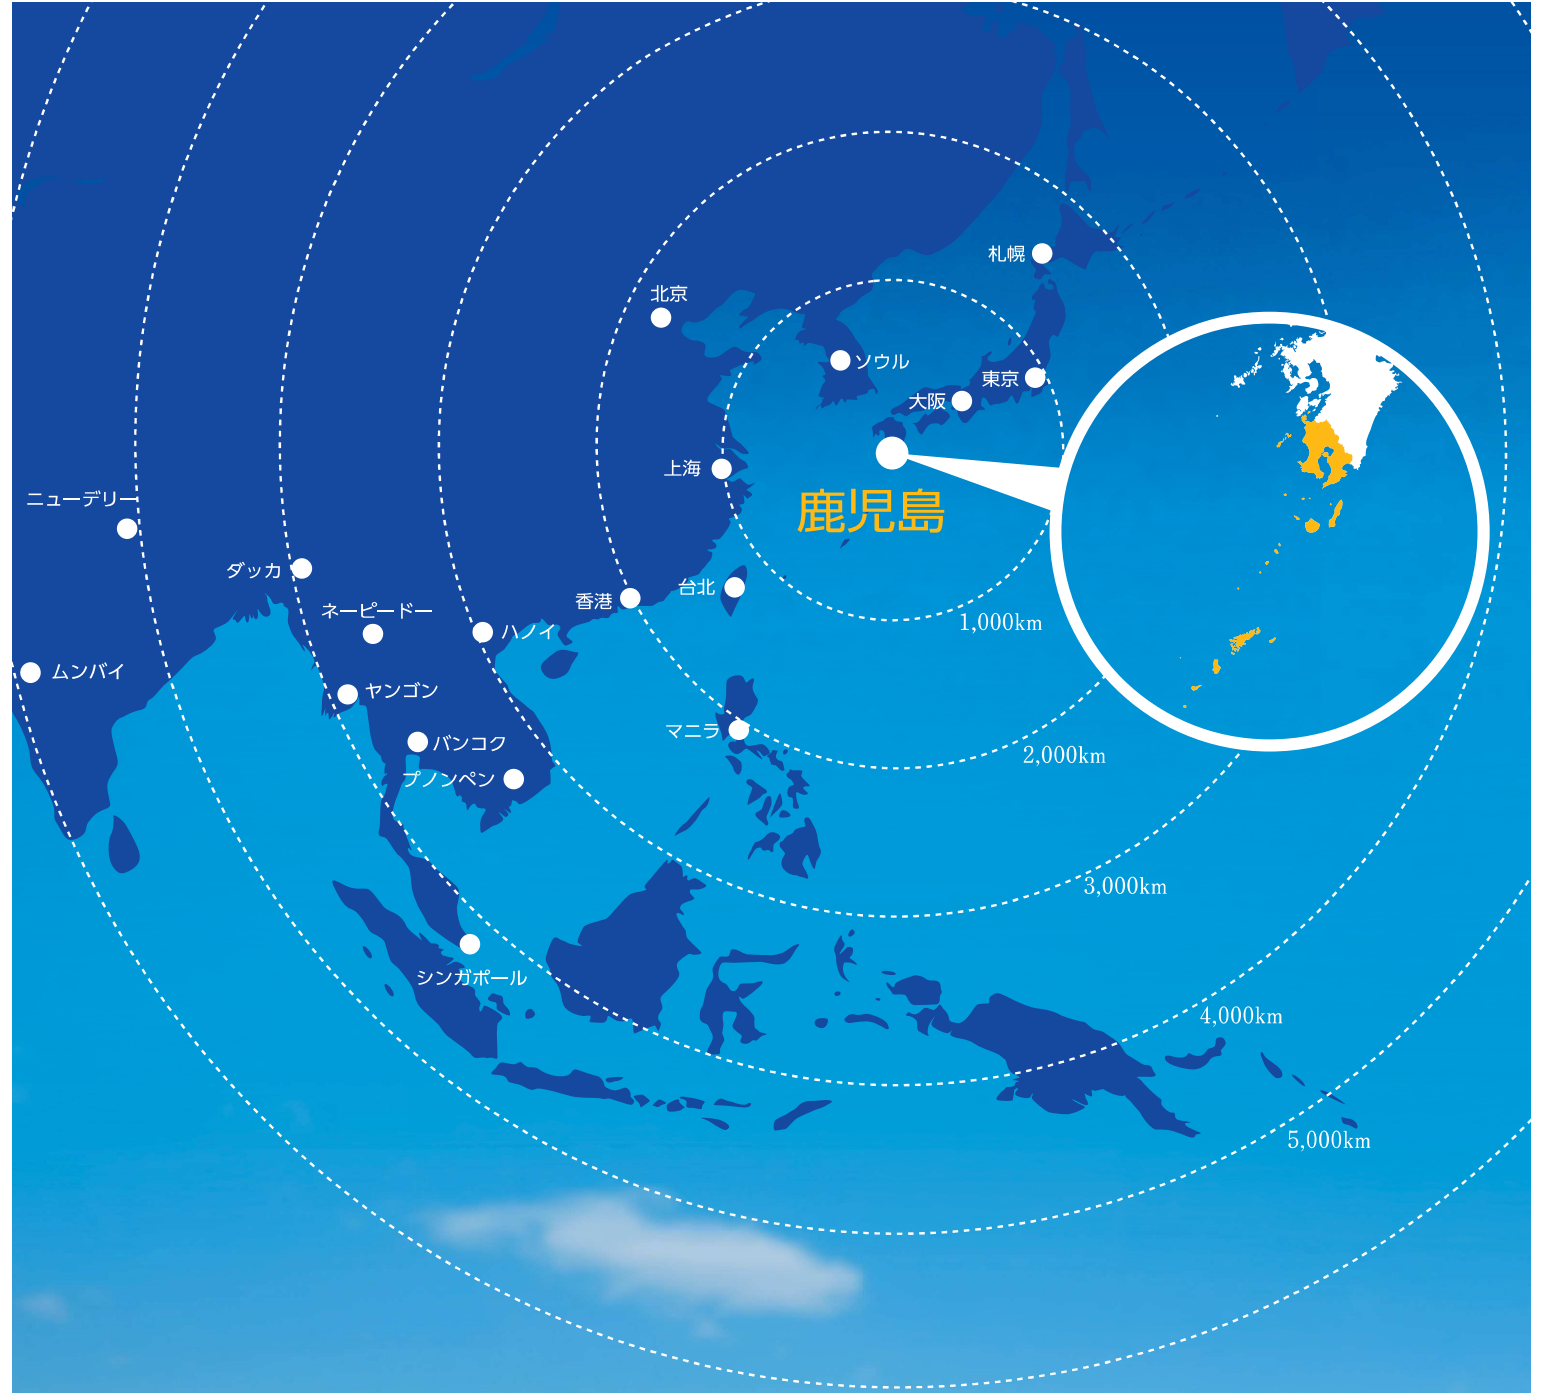 札幌
北京
ソウル
東京
大阪
上海
ニューデリー
鹿児島
ダッカ
台北
香港
ネーピードー
1,000km
ハノイ
ムンバイ
ヤンゴン
マニラ
バンコク
2,000km
プノンペン
3,000km
シンガポール
4,000km
5,000km